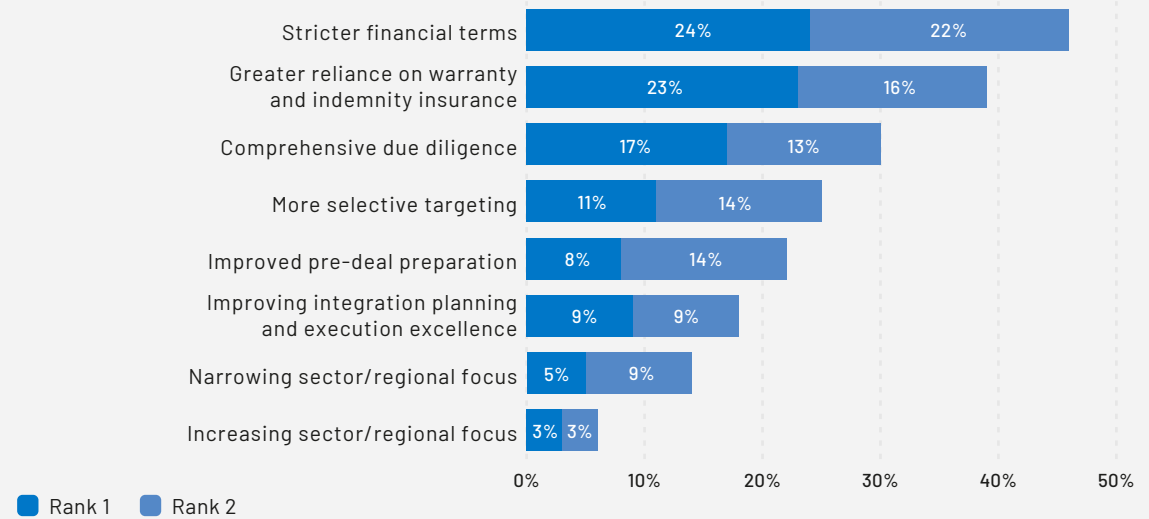 Stricter financial terms
24%
22%
Greater reliance on warranty
and indemnity insurance
23%
16%
Comprehensive due diligence
17%
13%
More selective targeting
11%
14%
Improved pre-deal preparation
8%
14%
Improving integration planning
and execution excellence
9%
9%
Narrowing sector/regional focus
5%
9%
Increasing sector/regional focus
3%
3%
0%
10%
20%
30%
40%
50%
Rank 1
Rank 2